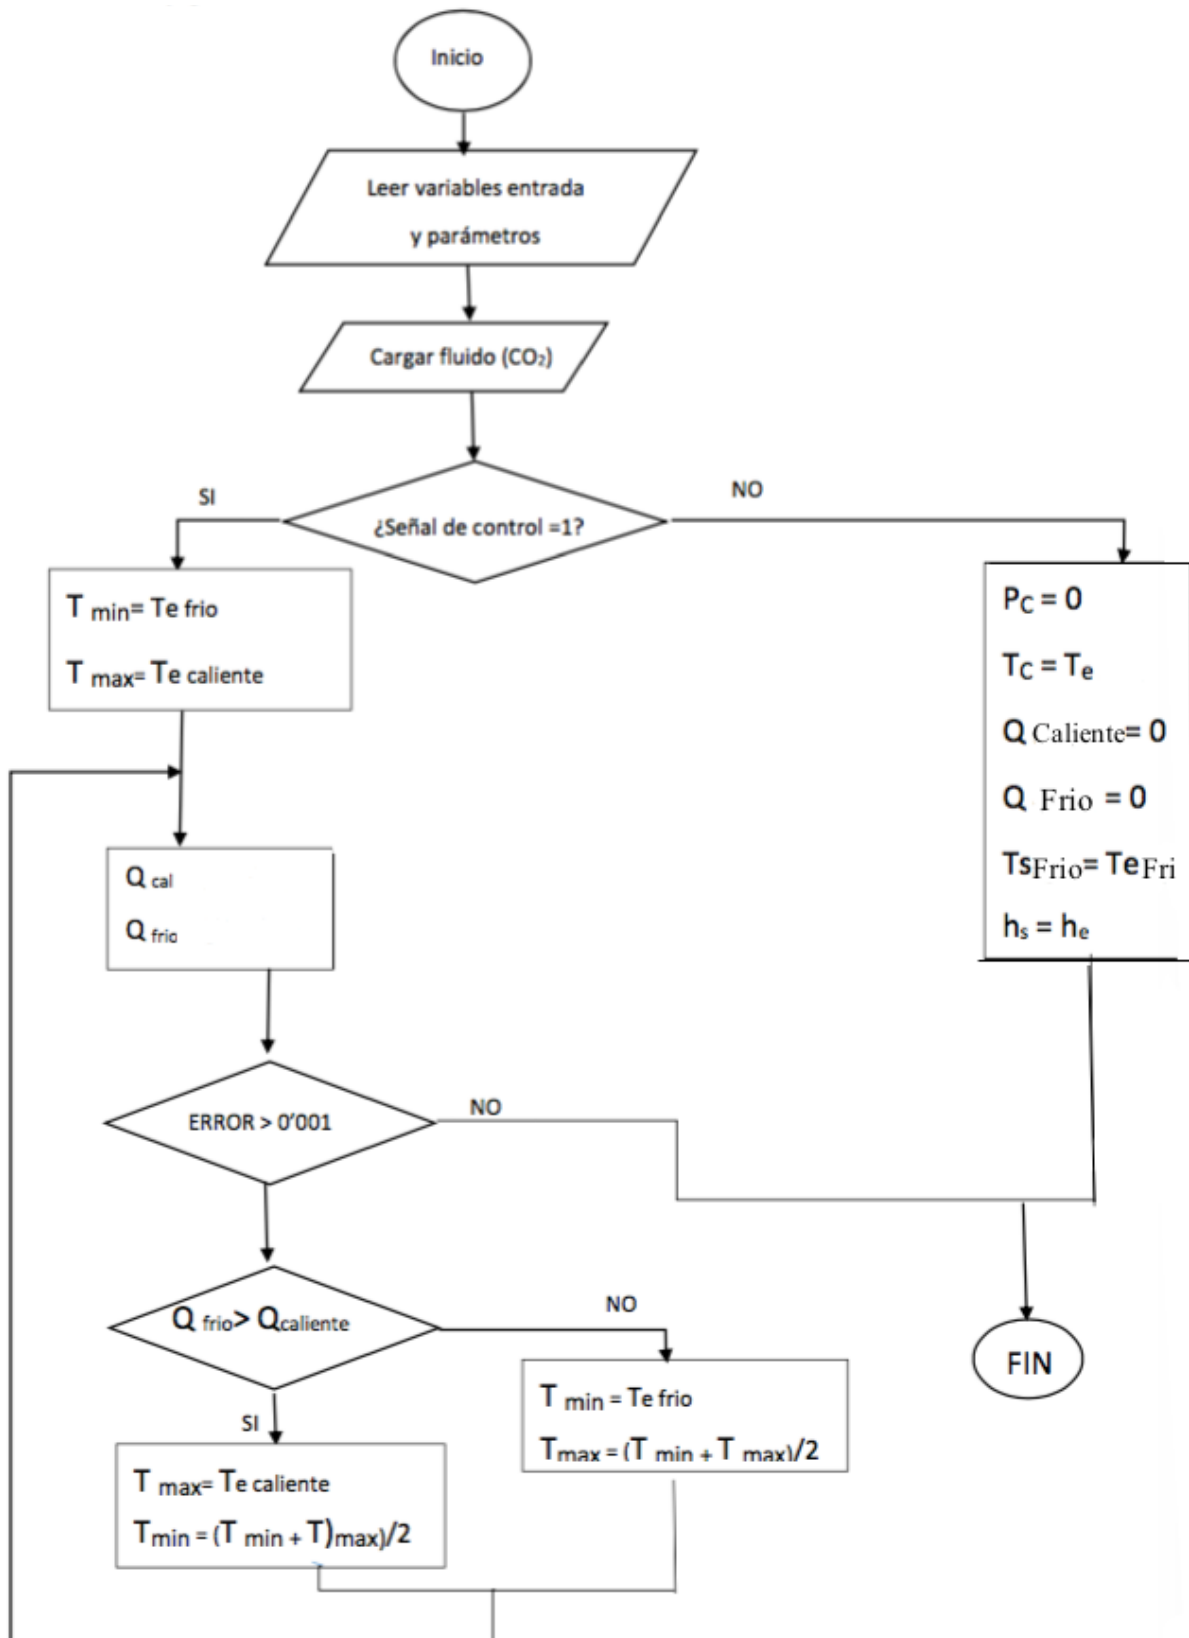 Inicio
Leer variables entrada
y parámetros
Cargar fluido (CO₂)
¿Señal de control =1?
SI
NO
T min= Te frio
T max= Te caliente
Pc = 0
Tc = Te
Q Caliente= 0
Q Frio = 0
TsFrio= TeFri
hs = he
Q cal
Q frio
ERROR > 0'001
NO
Q frio> Qcaliente
NO
SI
T min = Te frio
Tmax = (T min + T max)/2
T max= Te caliente
Tmin = (T min + T)max)/2
FIN